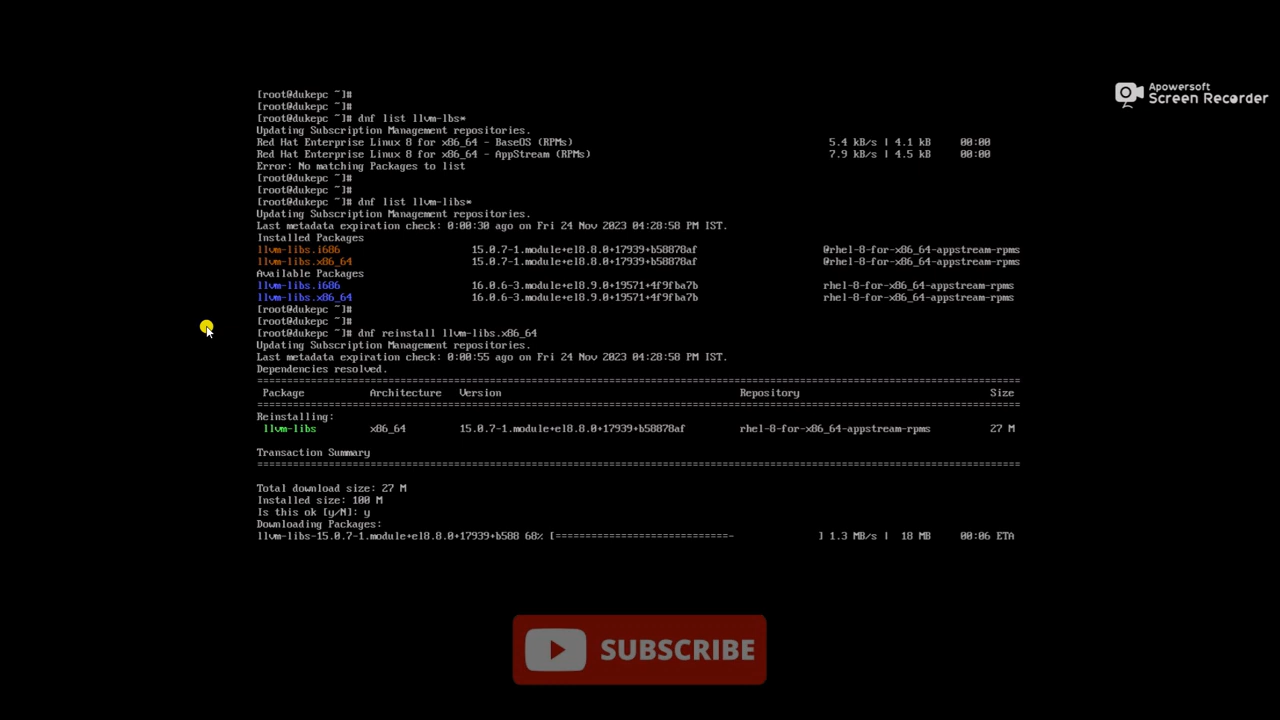 Apowersoft
Screen Recorder
[root@dukepc ~]#
[root@dukepc ~]#
[root@dukepc ~]# dnf list llvm-lbs*
Updating Subscription Management repositories.
Red Hat Enterprise Linux 8 for x86_64 - BaseOS (RPMs) 5.4 kB/s | 4.1 kB 00:00
Red Hat Enterprise Linux 8 for x86_64 - AppStream (RPMs) 7.9 kB/s | 4.5 kB 00:00
Error: No matching Packages to list
[root@dukepc ~]#
[root@dukepc ~]#
[root@dukepc ~]# dnf list llvm-libs*
Updating Subscription Management repositories.
Last metadata expiration check: 0:00:30 ago on Fri 24 Nov 2023 04:28:58 PM IST.
Installed Packages
llvm-libs.i686 15.0.7-1.module+el8.8.0+17939+b58878af @rhel-8-for-x86_64-appstream-rpms
llvm-libs.x86_64 15.0.7-1.module+el8.8.0+17939+b58878af @rhel-8-for-x86_64-appstream-rpms
Available Packages
llvm-libs.i686 16.0.6-3.module+el8.9.0+19571+4f9fba7b rhel-8-for-x86_64-appstream-rpms
llvm-libs.x86_64 16.0.6-3.module+el8.9.0+19571+4f9fba7b rhel-8-for-x86_64-appstream-rpms
[root@dukepc ~]#
[root@dukepc ~]#
[root@dukepc ~]# dnf reinstall llvm-libs.x86_64
Updating Subscription Management repositories.
Last metadata expiration check: 0:00:55 ago on Fri 24 Nov 2023 04:28:58 PM IST.
Dependencies resolved.
================================================================================
Package Architecture Version Repository Size
================================================================================
Reinstalling:
llvm-libs x86_64 15.0.7-1.module+el8.8.0+17939+b58878af rhel-8-for-x86_64-appstream-rpms 27 M
Transaction Summary
================================================================================
Total download size: 27 M
Installed size: 100 M
Is this ok [y/N]: y
Downloading Packages:
llvm-libs-15.0.7-1.module+el8.8.0+17939+b588 68% [==============================- ] 1.3 MB/s | 18 MB 00:06 ETA
SUBSCRIBE